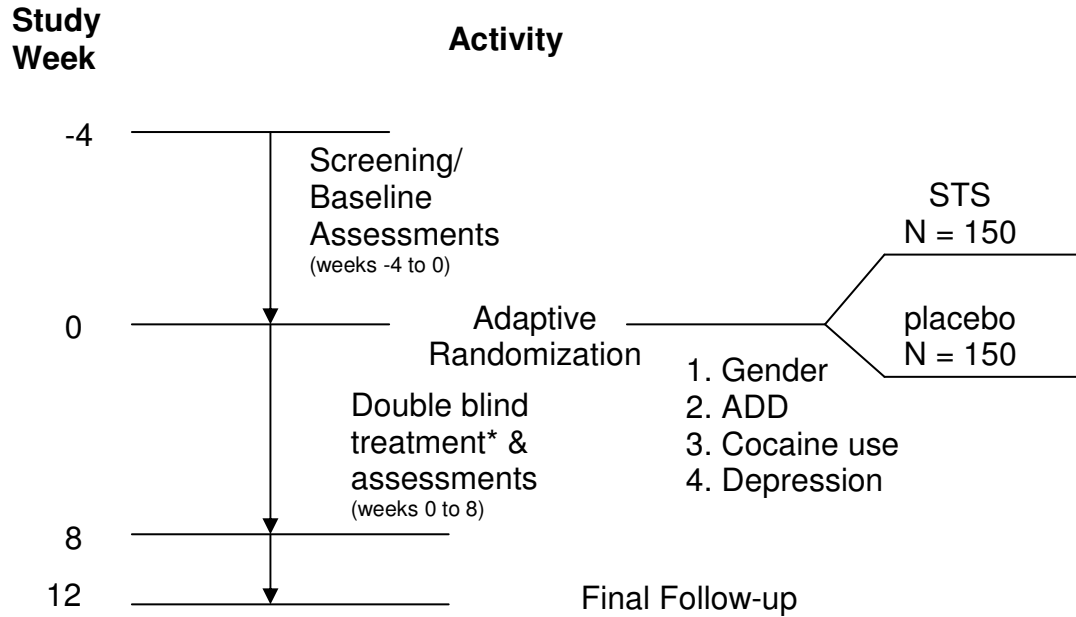 Study
Week
Activity
-4
Screening/
Baseline
Assessments
(weeks -4 to 0)
STS
N = 150
0
Adaptive
Randomization
placebo
N = 150
1. Gender
2. ADD
3. Cocaine use
4. Depression
Double blind
treatment* &
assessments
(weeks 0 to 8)
8
12
Final Follow-up